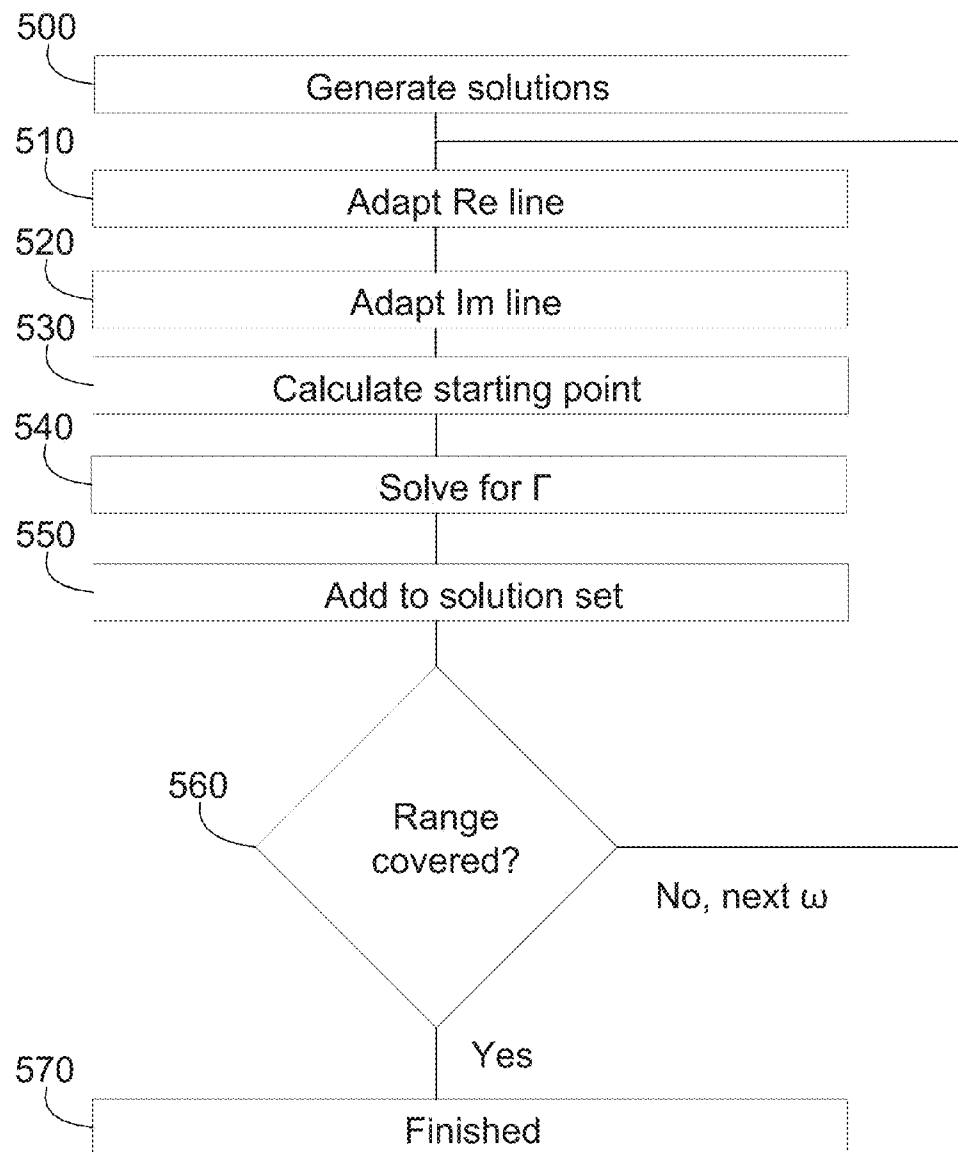 500
Generate solutions
510
Adapt Re line
520
Adapt Im line
530
Calculate starting point
540
Solve for Γ
550
Add to solution set
560
Range
covered?
No, next ω
Yes
570
Finished